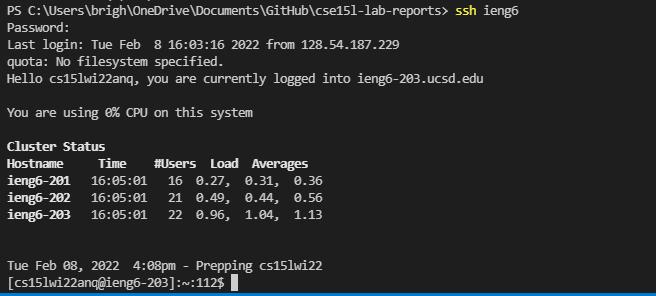 PS C:\Users\brigh\OneDrive\Documents\GitHub\cse15l-lab-reports> ssh ieng6
Password:
Last login: Tue Feb  8 16:03:16 2022 from 128.54.187.229
quota: No filesystem specified.
Hello cs15lwi22anq, you are currently logged into ieng6-203.ucsd.edu
You are using 0% CPU on this system
Cluster Status
Hostname     Time    #Users  Load  Averages
ieng6-201   16:05:01   16  0.27,  0.31,  0.36
ieng6-202   16:05:01   21  0.49,  0.44,  0.56
ieng6-203   16:05:01   22  0.96,  1.04,  1.13
Tue Feb 08, 2022  4:08pm - Prepping cs15lwi22
[cs15lwi22anq@ieng6-203]:~:112$